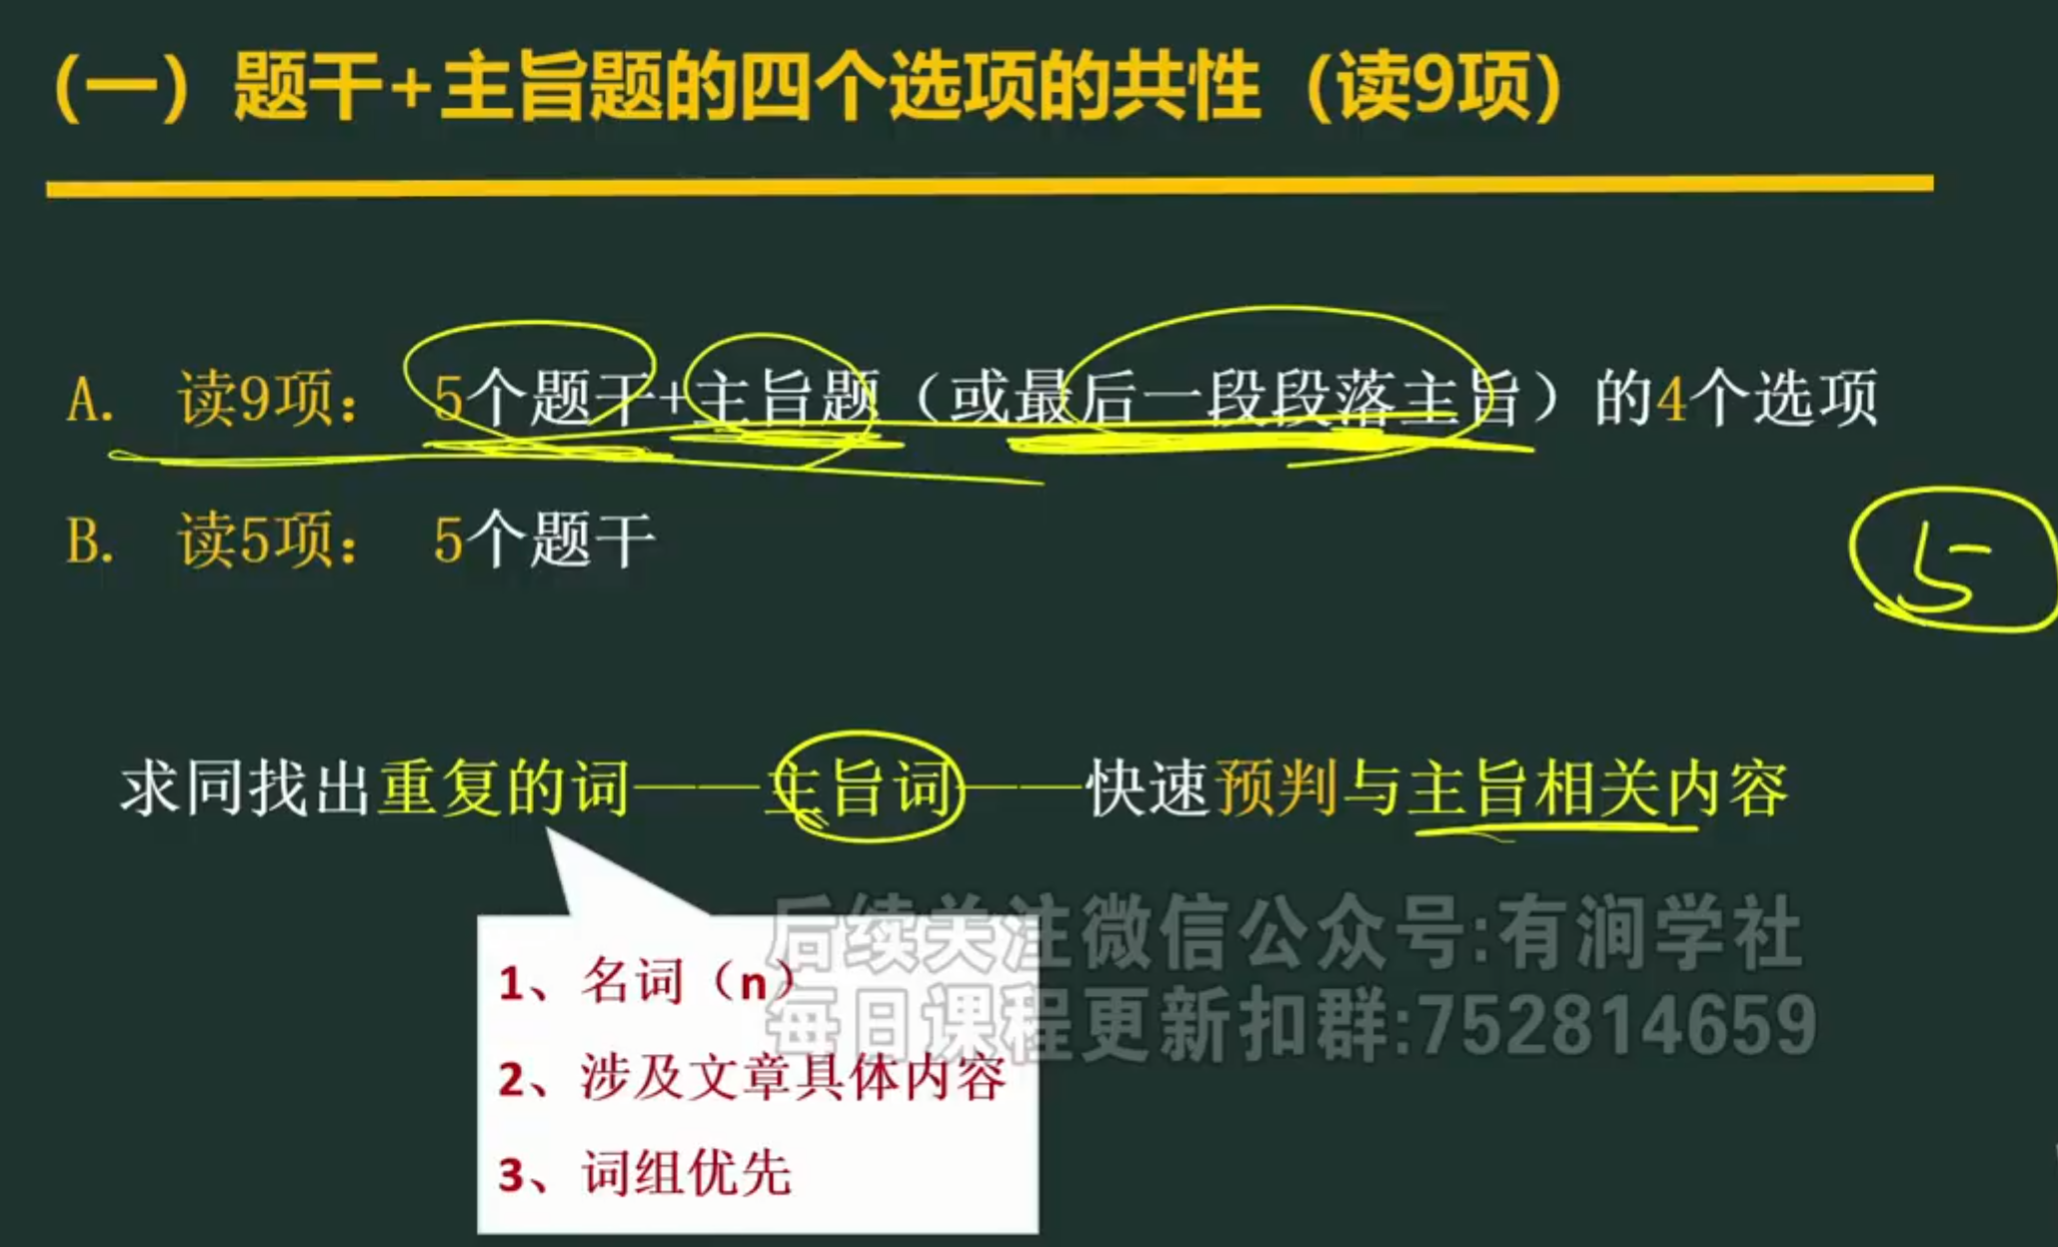 （一）题干+主旨题的四个选项的共性（读9项）
A. 读9项： 5个题干+主旨题（或最后一段段落主旨）的4个选项
B. 读5项： 5个题干
5
求同找出重复的词——主旨词——快速预判与主旨相关内容
后续关注微信公众号:有涧学社
1、名词（n）
每日课程更新扣群:752814659
2、涉及文章具体内容
3、词组优先